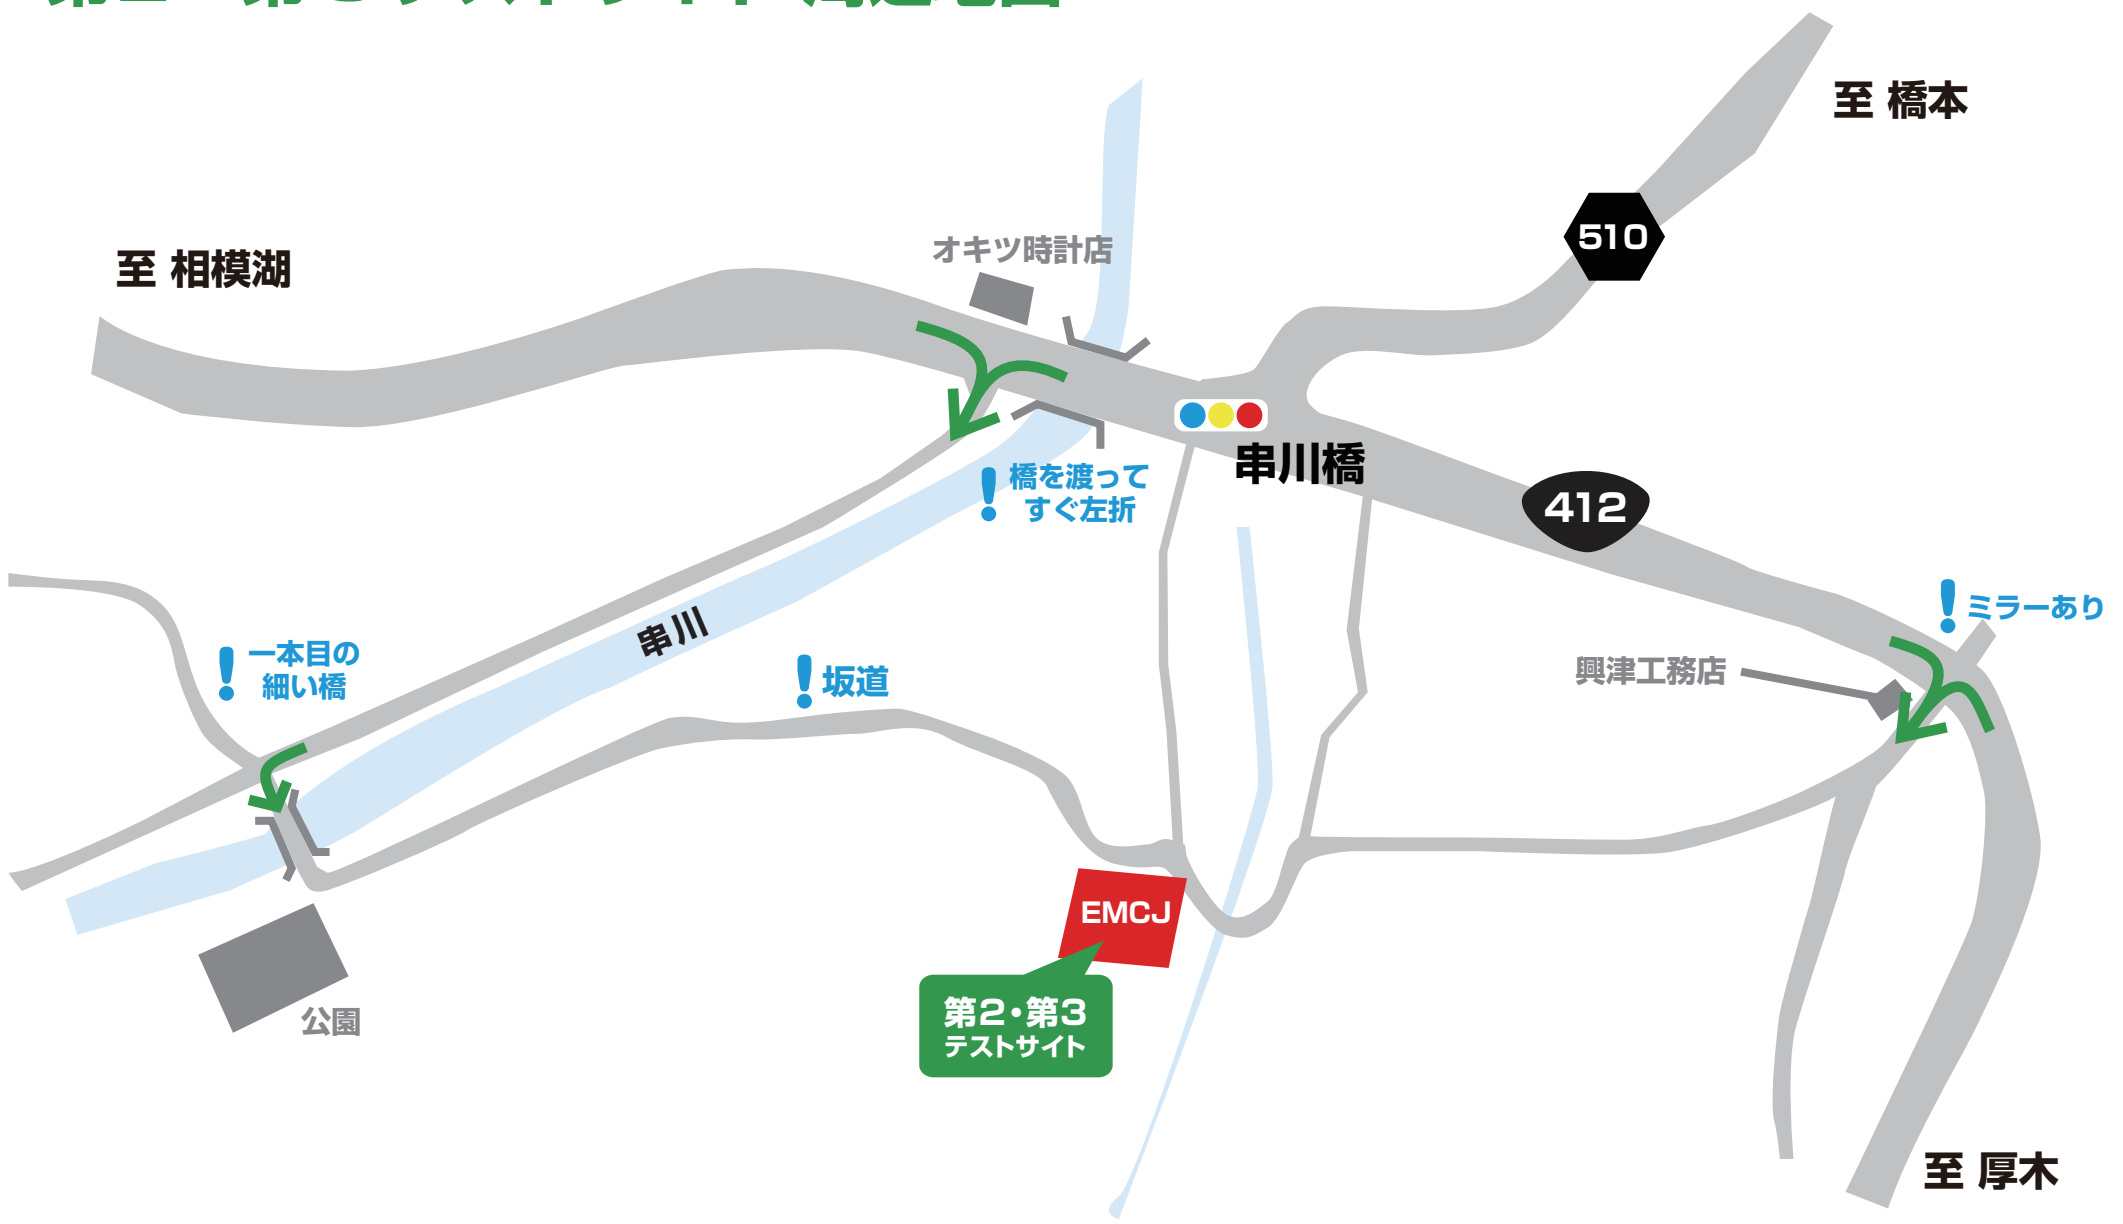 至 橋本
510
至 相模湖
オキツ時計店
串川橋
412
橋を渡って
すぐ左折
ミラーあり
興津工務店
串川
一本目の
細い橋
坂道
EMCJ
第2・第3
テストサイト
公園
至 厚木